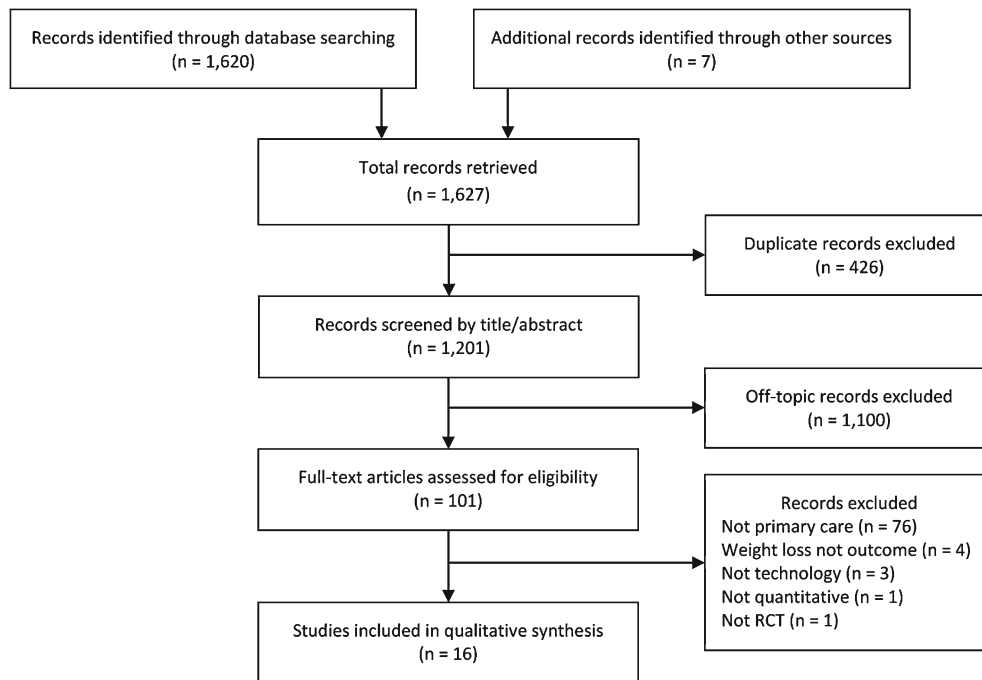 Records identified through database searching
(n = 1,620)
Additional records identified through other sources
(n = 7)
Total records retrieved
(n = 1,627)
Duplicate records excluded
(n = 426)
Records screened by title/abstract
(n = 1,201)
Off-topic records excluded
(n = 1,100)
Full-text articles assessed for eligibility
(n = 101)
Records excluded
Not primary care (n = 76)
Weight loss not outcome (n = 4)
Not technology (n = 3)
Not quantitative (n = 1)
Not RCT (n = 1)
Studies included in qualitative synthesis
(n = 16)